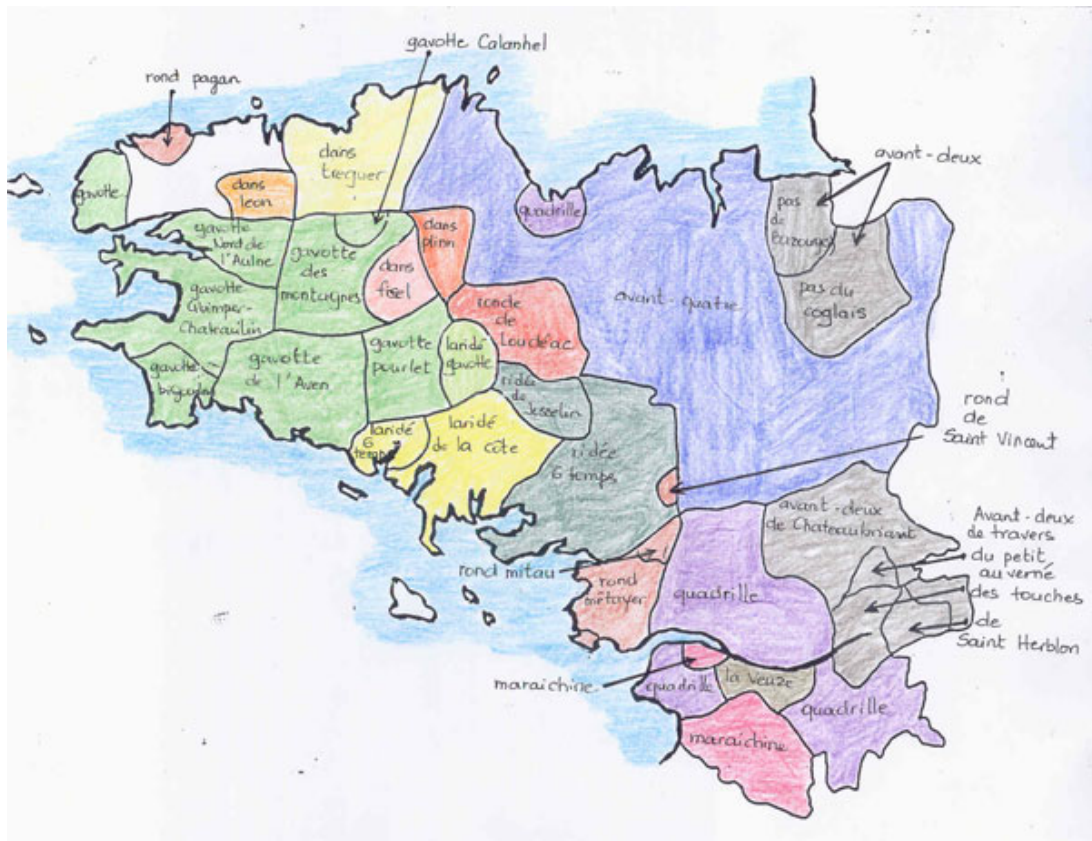 gavotte Calanhel
rond pagan
avant-deux
dans
treguer
gavotte
dans
leon
quadrille
pas
de
Bazouges
gavotte
Nord de
l'Aulne
gavotte
des
montagnes
dans
fisel
dans
plinn
avant-quatre
pas du
coglais
gavotte
Quimper-
Chateaulin
ronde
de
Loudéac
gavotte
bigouden
gavotte
de
l'Aven
gavotte
pourlet
laridé
gavotte
ridée
de
Josselin
rond
de
Saint Vincent
laridé
6
temps
laridé
de la côte
ridée
6 temps
avant-deux
de Chateaubriant
Avant-deux
de travers
du petit
auverné
des touches
de
Saint Herblon
rond mitau
rond
métayer
quadrille
maraichine
quadrille
la Veuze
quadrille
maraichine